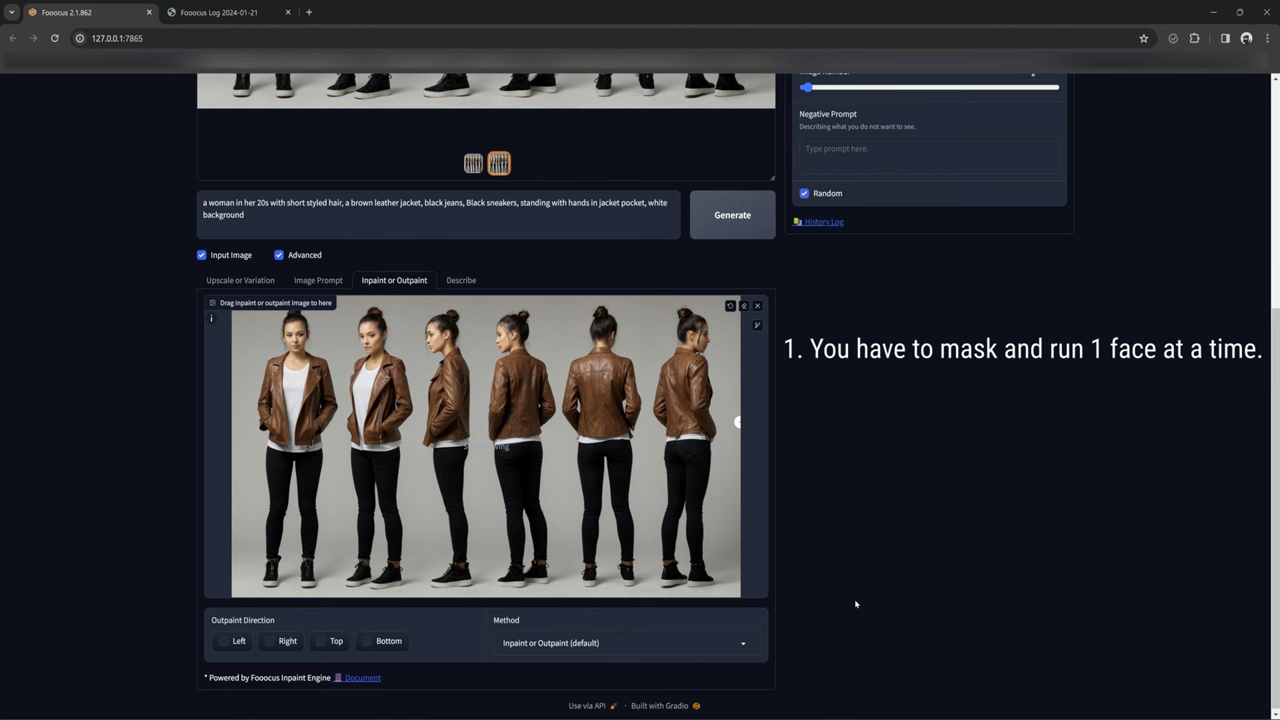 Fooocus 2.1.862
Fooocus Log 2024-01-21
127.0.0.1:7865
Image Number
2
Negative Prompt
Describing what you do not want to see.
Type prompt here.
Random
History Log
a woman in her 20s with short styled hair, a brown leather jacket, black jeans, Black sneakers, standing with hands in jacket pocket, white
background
Generate
Input Image
Advanced
Upscale or Variation
Image Prompt
Inpaint or Outpaint
Describe
Drag inpaint or outpaint image to here
1. You have to mask and run 1 face at a time.
Outpaint Direction
Left
Right
Top
Bottom
Method
Inpaint or Outpaint (default)
* Powered by Fooocus Inpaint Engine
Document
Use via API
·
Built with Gradio